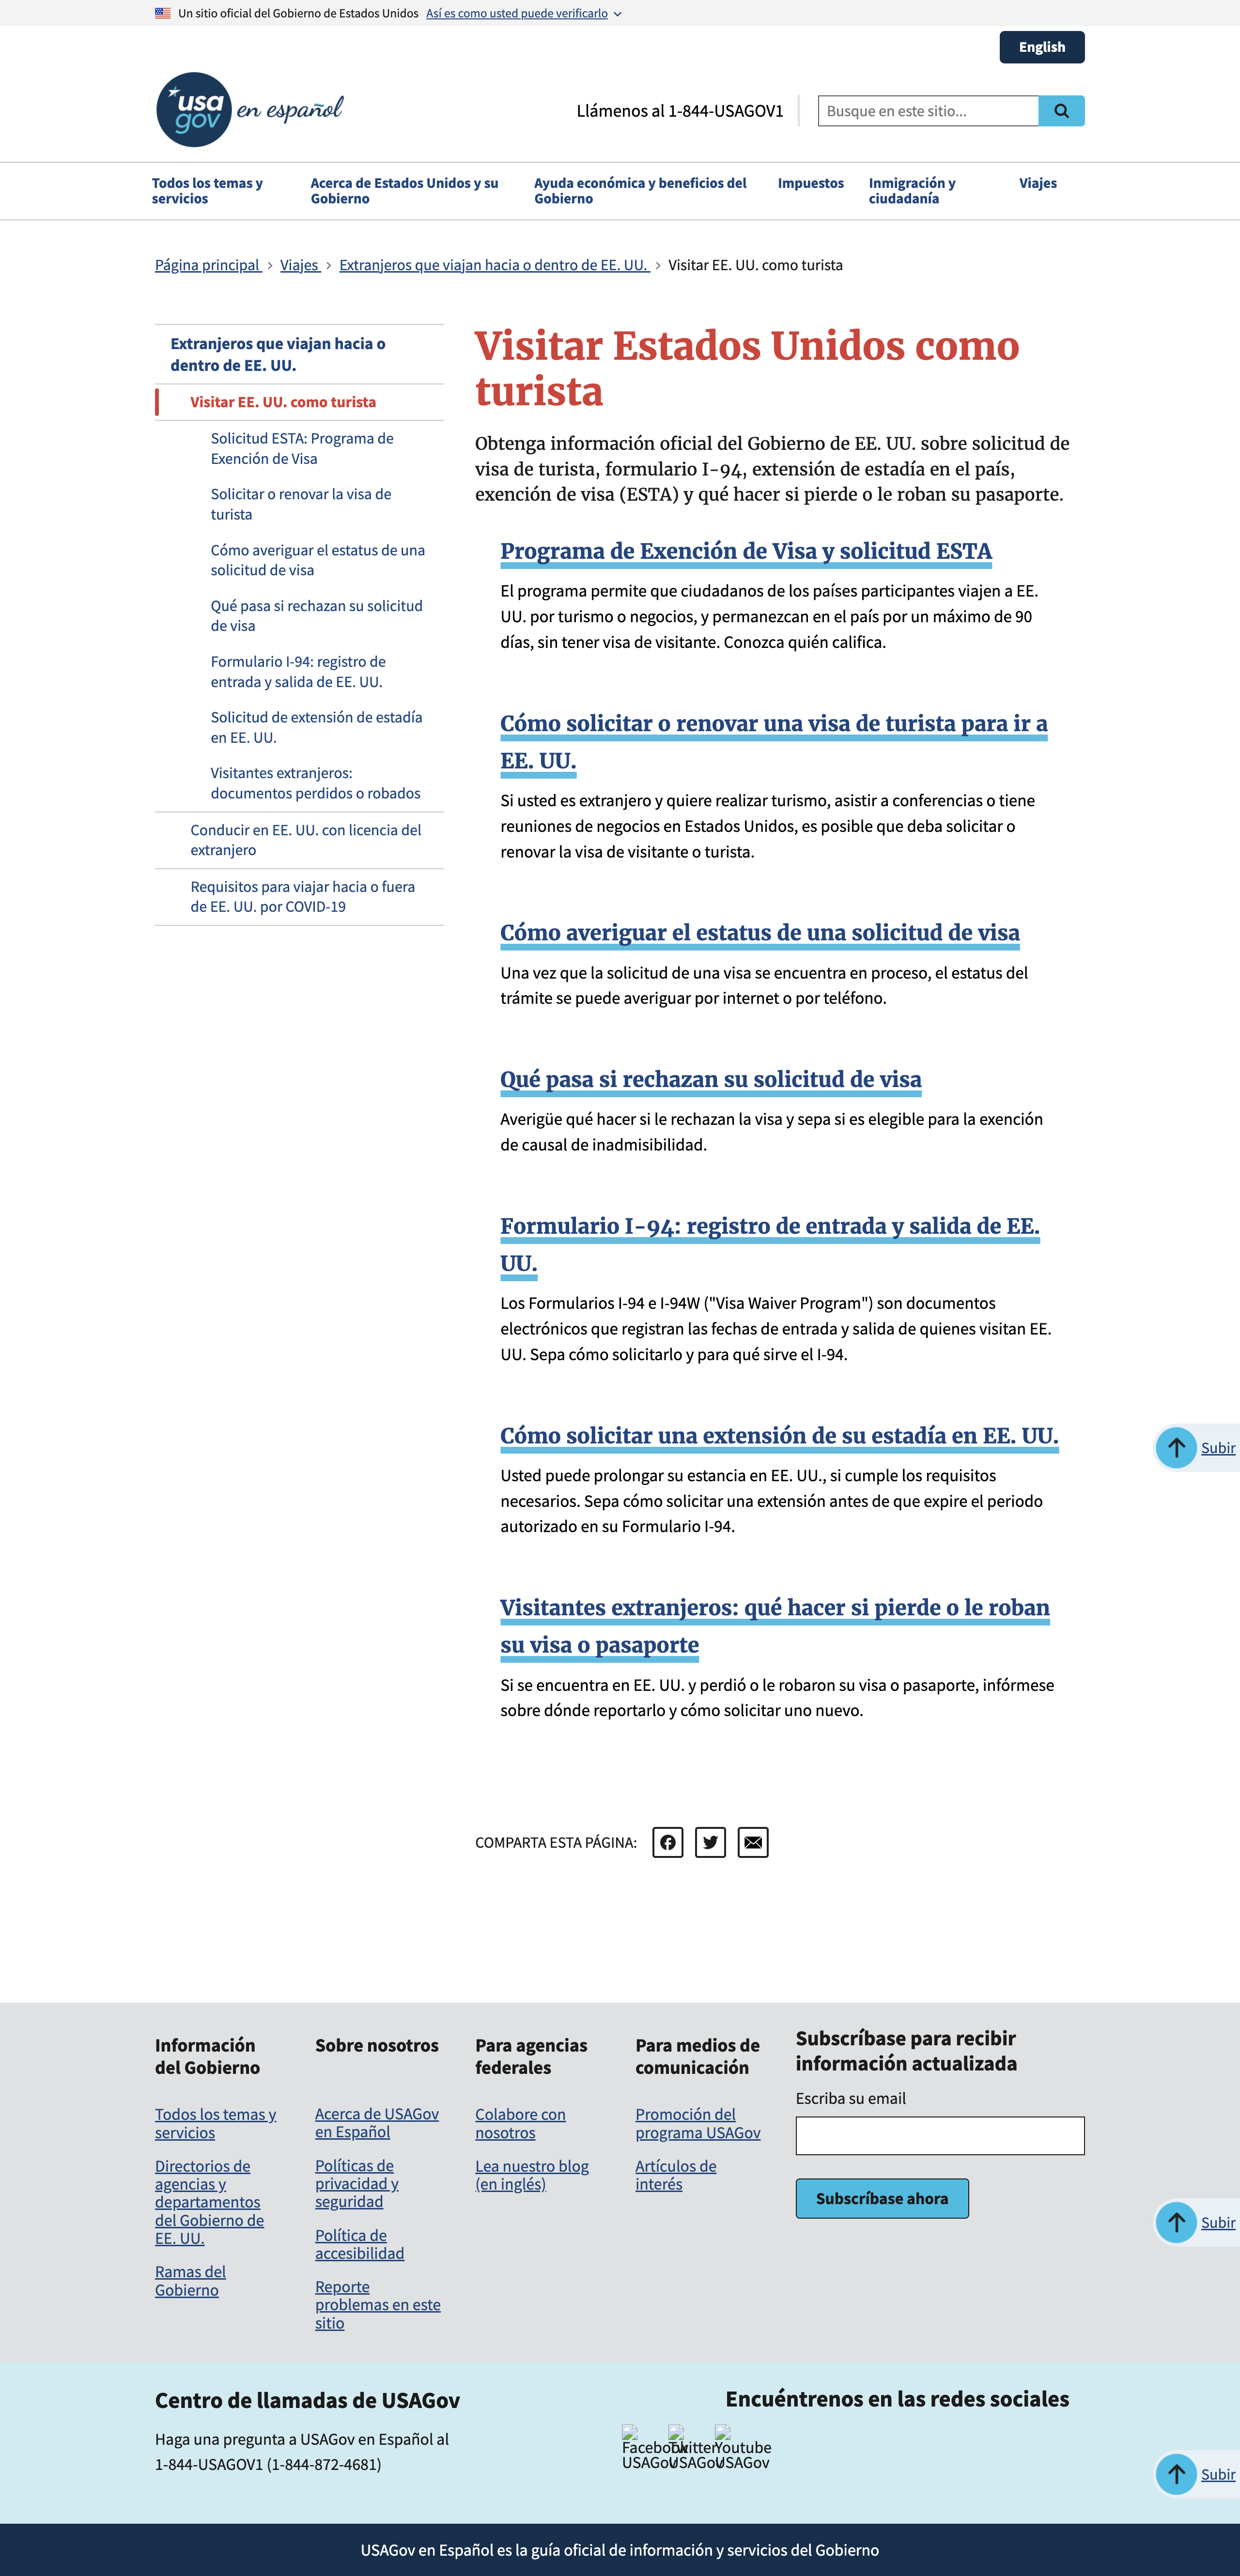 Un sitio oficial del Gobierno de Estados Unidos Así es como usted puede verificarlo
English
usa gov en español
Llámenos al 1-844-USAGOV1
Busque en este sitio...
Todos los temas y
servicios
Acerca de Estados Unidos y su
Gobierno
Ayuda económica y beneficios del
Gobierno
Impuestos
Inmigración y
ciudadanía
Viajes
Página principal > Viajes > Extranjeros que viajan hacia o dentro de EE. UU. > Visitar EE. UU. como turista
Extranjeros que viajan hacia o
dentro de EE. UU.
Visitar EE. UU. como turista
Solicitud ESTA: Programa de
Exención de Visa
Solicitar o renovar la visa de
turista
Cómo averiguar el estatus de una
solicitud de visa
Qué pasa si rechazan su solicitud
de visa
Formulario I-94: registro de
entrada y salida de EE. UU.
Solicitud de extensión de estadía
en EE. UU.
Visitantes extranjeros:
documentos perdidos o robados
Conducir en EE. UU. con licencia del
extranjero
Requisitos para viajar hacia o fuera
de EE. UU. por COVID-19
Visitar Estados Unidos como
turista
Obtenga información oficial del Gobierno de EE. UU. sobre solicitud de
visa de turista, formulario I-94, extensión de estadía en el país,
exención de visa (ESTA) y qué hacer si pierde o le roban su pasaporte.
Programa de Exención de Visa y solicitud ESTA
El programa permite que ciudadanos de los países participantes viajen a EE.
UU. por turismo o negocios, y permanezcan en el país por un máximo de 90
días, sin tener visa de visitante. Conozca quién califica.
Cómo solicitar o renovar una visa de turista para ir a
EE. UU.
Si usted es extranjero y quiere realizar turismo, asistir a conferencias o tiene
reuniones de negocios en Estados Unidos, es posible que deba solicitar o
renovar la visa de visitante o turista.
Cómo averiguar el estatus de una solicitud de visa
Una vez que la solicitud de una visa se encuentra en proceso, el estatus del
trámite se puede averiguar por internet o por teléfono.
Qué pasa si rechazan su solicitud de visa
Averigüe qué hacer si le rechazan la visa y sepa si es elegible para la exención
de causal de inadmisibilidad.
Formulario I-94: registro de entrada y salida de EE.
UU.
Los Formularios I-94 e I-94W ("Visa Waiver Program") son documentos
electrónicos que registran las fechas de entrada y salida de quienes visitan EE.
UU. Sepa cómo solicitarlo y para qué sirve el I-94.
Cómo solicitar una extensión de su estadía en EE. UU.
Usted puede prolongar su estancia en EE. UU., si cumple los requisitos
necesarios. Sepa cómo solicitar una extensión antes de que expire el periodo
autorizado en su Formulario I-94.
Subir
Visitantes extranjeros: qué hacer si pierde o le roban
su visa o pasaporte
Si se encuentra en EE. UU. y perdió o le robaron su visa o pasaporte, infórmese
sobre dónde reportarlo y cómo solicitar uno nuevo.
COMPARTA ESTA PÁGINA:
Información
del Gobierno
Todos los temas y
servicios
Directorios de
agencias y
departamentos
del Gobierno de
EE. UU.
Ramas del
Gobierno
Sobre nosotros
Acerca de USAGov
en Español
Políticas de
privacidad y
seguridad
Política de
accesibilidad
Reporte
problemas en este
sitio
Para agencias
federales
Colabore con
nosotros
Lea nuestro blog
(en inglés)
Para medios de
comunicación
Promoción del
programa USAGov
Artículos de
interés
Subscríbase para recibir
información actualizada
Escriba su email
Subscríbase ahora
Subir
Centro de llamadas de USAGov
Haga una pregunta a USAGov en Español al
1-844-USAGOV1 (1-844-872-4681)
Encuéntrenos en las redes sociales
Facebook
USAGov
Twitter
USAGov
Youtube
USAGov
Subir
USAGov en Español es la guía oficial de información y servicios del Gobierno